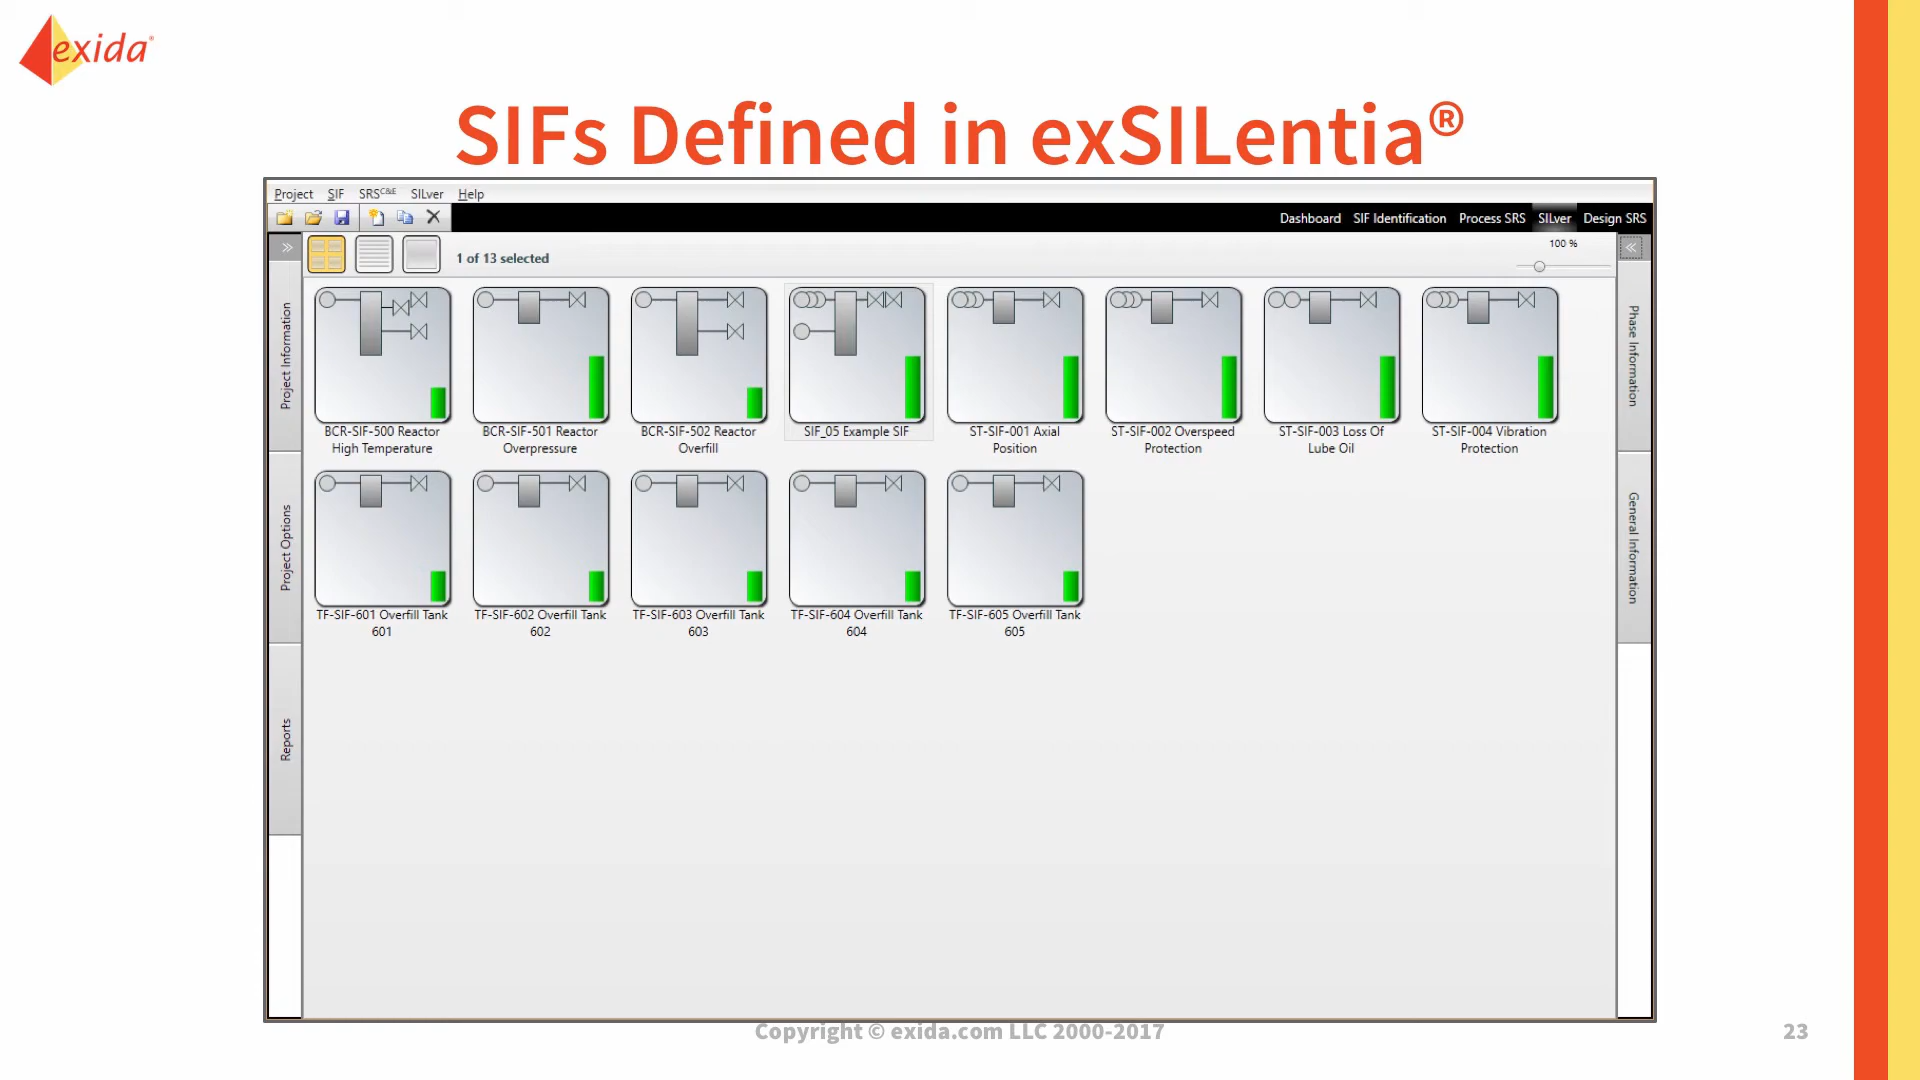 exida®
SIFs Defined in exSILentia®
Project SIF SRSC&E SILver Help
Dashboard SIF Identification Process SRS SILver Design SRS
1 of 13 selected
100 %
Project Information
Project Options
Reports
BCR-SIF-500 Reactor
High Temperature
BCR-SIF-501 Reactor
Overpressure
BCR-SIF-502 Reactor
Overfill
SIF_05 Example SIF
ST-SIF-001 Axial
Position
ST-SIF-002 Overspeed
Protection
ST-SIF-003 Loss Of
Lube Oil
ST-SIF-004 Vibration
Protection
TF-SIF-601 Overfill Tank
601
TF-SIF-602 Overfill Tank
602
TF-SIF-603 Overfill Tank
603
TF-SIF-604 Overfill Tank
604
TF-SIF-605 Overfill Tank
605
Phase Information
General Information
Copyright © exida.com LLC 2000-2017
23